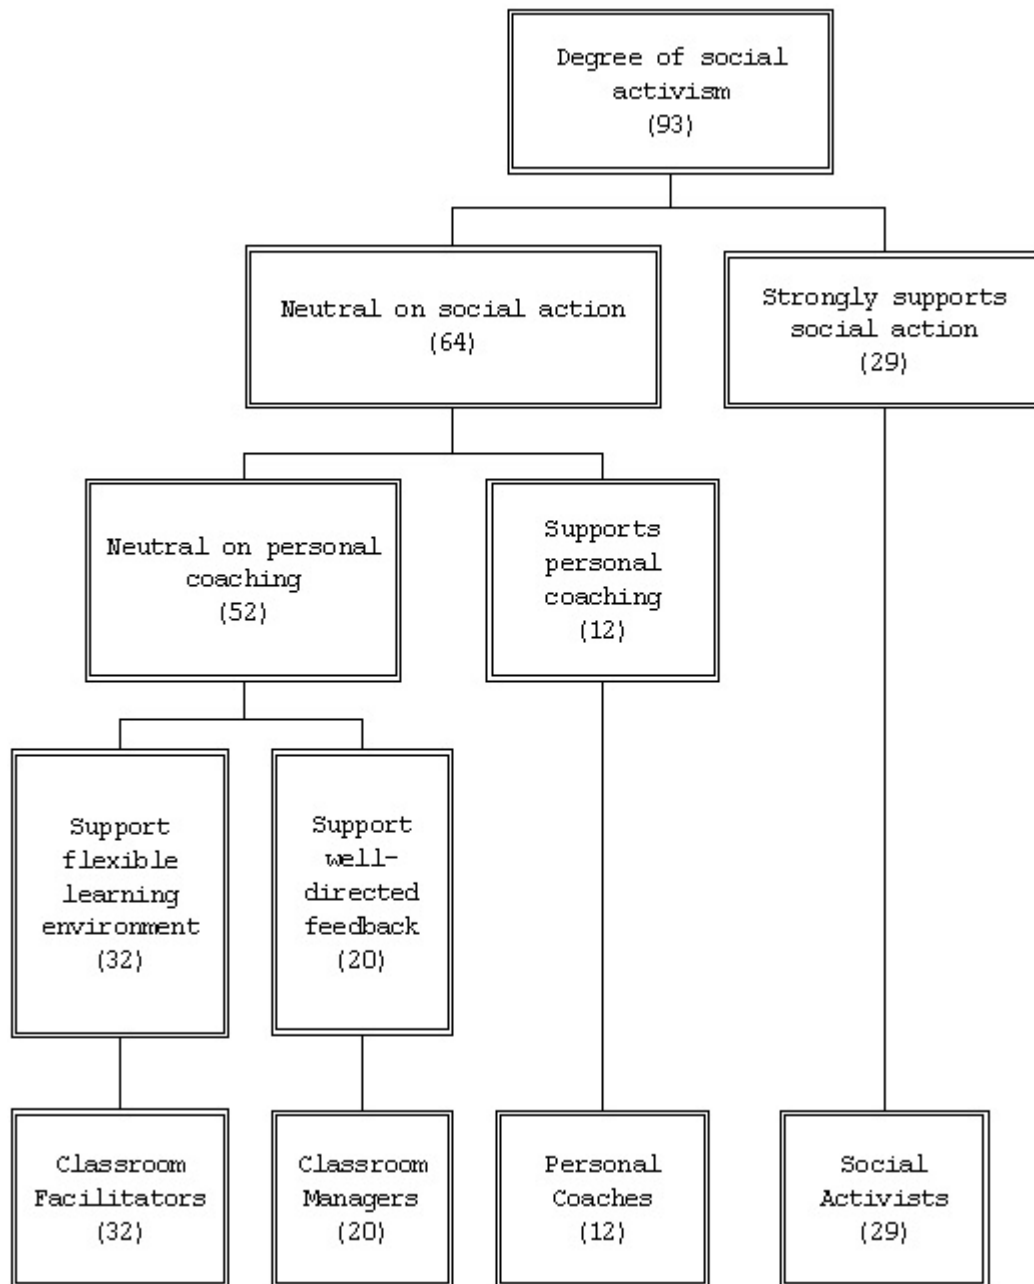 Degree of social
activism
(93)
Neutral on social action
(64)
Strongly supports
social action
(29)
Neutral on personal
coaching
(52)
Supports
personal
coaching
(12)
Support
flexible
learning
environment
(32)
Support
well-
directed
feedback
(20)
Classroom
Facilitators
(32)
Classroom
Managers
(20)
Personal
Coaches
(12)
Social
Activists
(29)